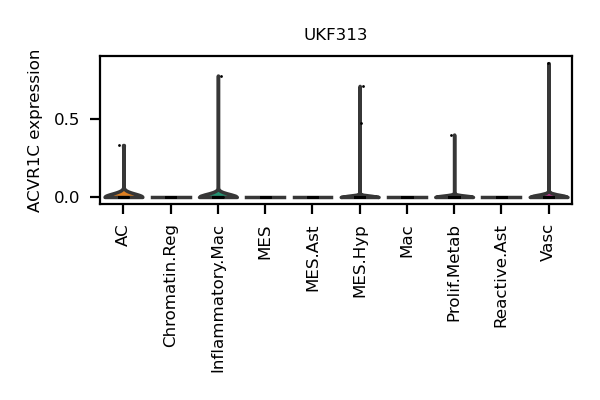 UKF313
ACVR1C expression
0.5
0.0
AC
Chromatin.Reg
Inflammatory.Mac
MES
MES.Ast
MES.Hyp
Mac
Prolif.Metab
Reactive.Ast
Vasc